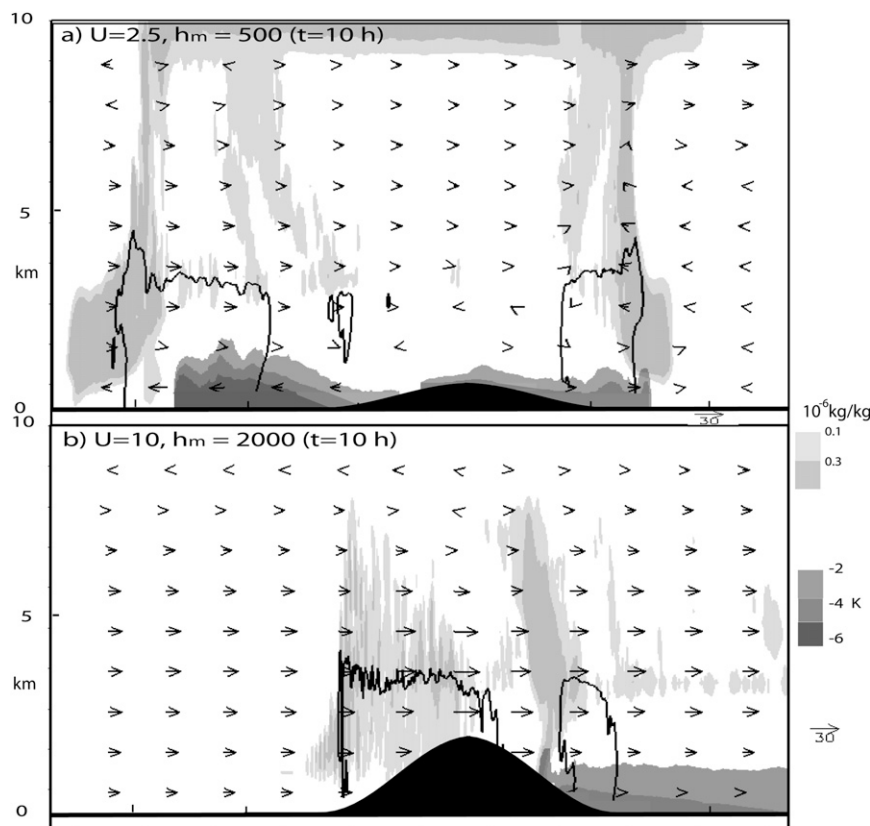 10
a) U=2.5, hm = 500 (t=10 h)
5
km
0
30
10
b) U=10, hm = 2000 (t=10 h)
5
km
0
10-6kg/kg
0.1
0.3
-2
-4 K
-6
30